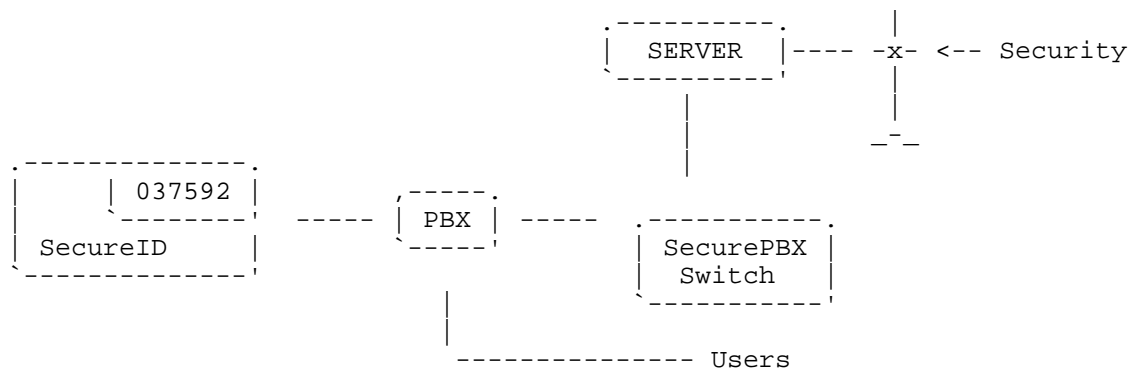 SERVER ---- -x- <-- Security
037592
----- PBX -----
SecureID
SecurePBX
Switch
--------------- Users